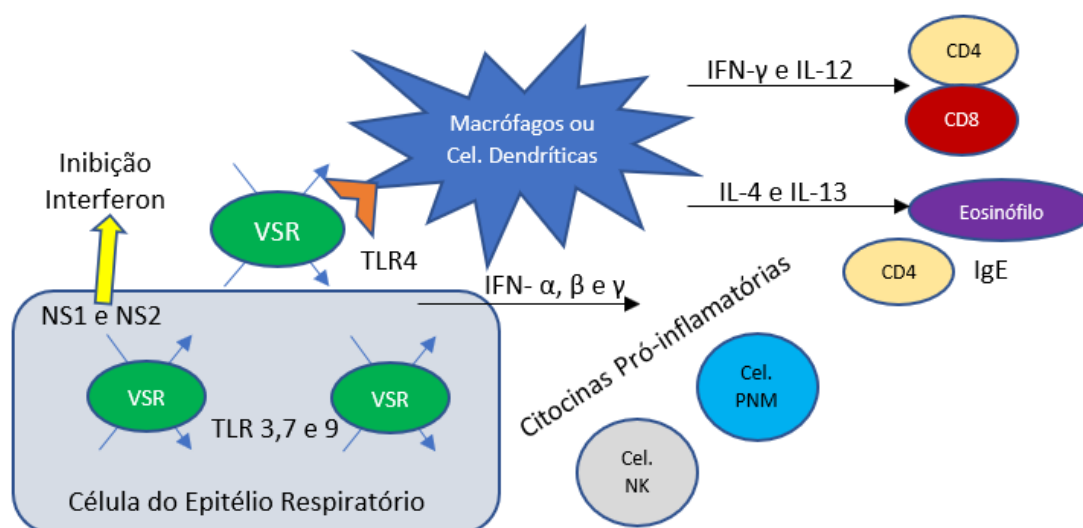 IFN-γ e IL-12
CD4
CD8
Macrófagos ou
Cel. Dendríticas
Inibição
Interferon
VSR
TLR4
IL-4 e IL-13
Eosinófilo
CD4
IgE
NS1 e NS2
IFN- α, β e γ
Citocinas Pró-inflamatórias
VSR
VSR
TLR 3,7 e 9
Cel.
PNM
Cel.
NK
Célula do Epitélio Respiratório